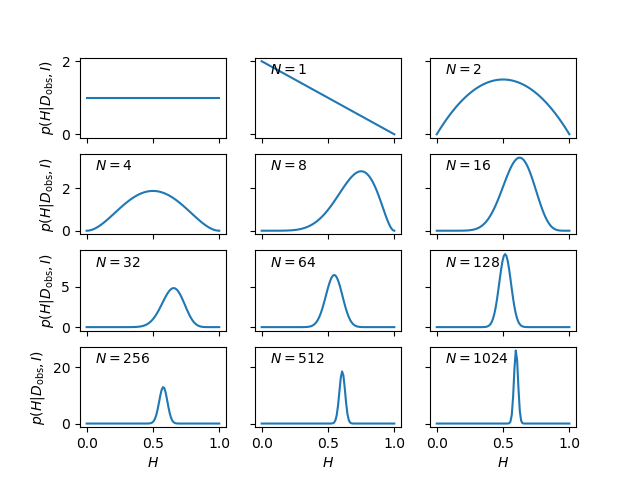 2
0
p(H|D_obs, I)
N = 1
N = 2
2
0
p(H|D_obs, I)
N = 4
N = 8
N = 16
5
0
p(H|D_obs, I)
N = 32
N = 64
N = 128
20
0
p(H|D_obs, I)
N = 256
N = 512
N = 1024
0.0 0.5 1.0 0.0 0.5 1.0 0.0 0.5 1.0
H H H